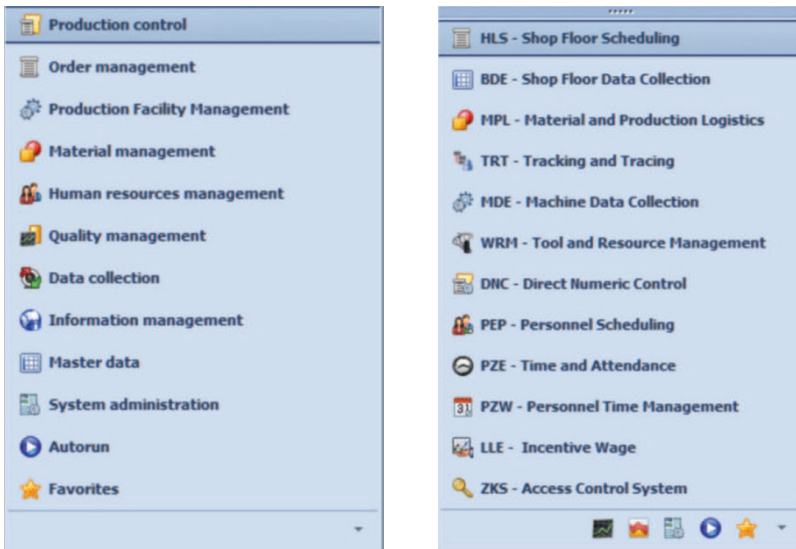 Production control
Order management
Production Facility Management
Material management
Human resources management
Quality management
Data collection
Information management
Master data
System administration
Autorun
Favorites
HLS - Shop Floor Scheduling
BDE - Shop Floor Data Collection
MPL - Material and Production Logistics
TRT - Tracking and Tracing
MDE - Machine Data Collection
WRM - Tool and Resource Management
DNC - Direct Numeric Control
PEP - Personnel Scheduling
PZE - Time and Attendance
PZW - Personnel Time Management
LLE - Incentive Wage
ZKS - Access Control System